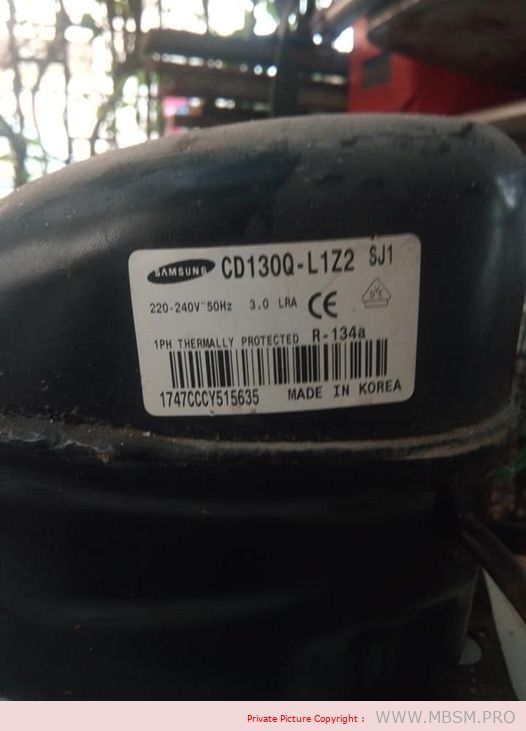 SAMSUNG CD130Q-L1Z2 SJ1
220-240V~50Hz 3.0 LRA CE
1PH THERMALLY PROTECTED R-134a
1747CCCY515635 MADE IN KOREA
Private Picture Copyright : WWW.MBSM.PRO